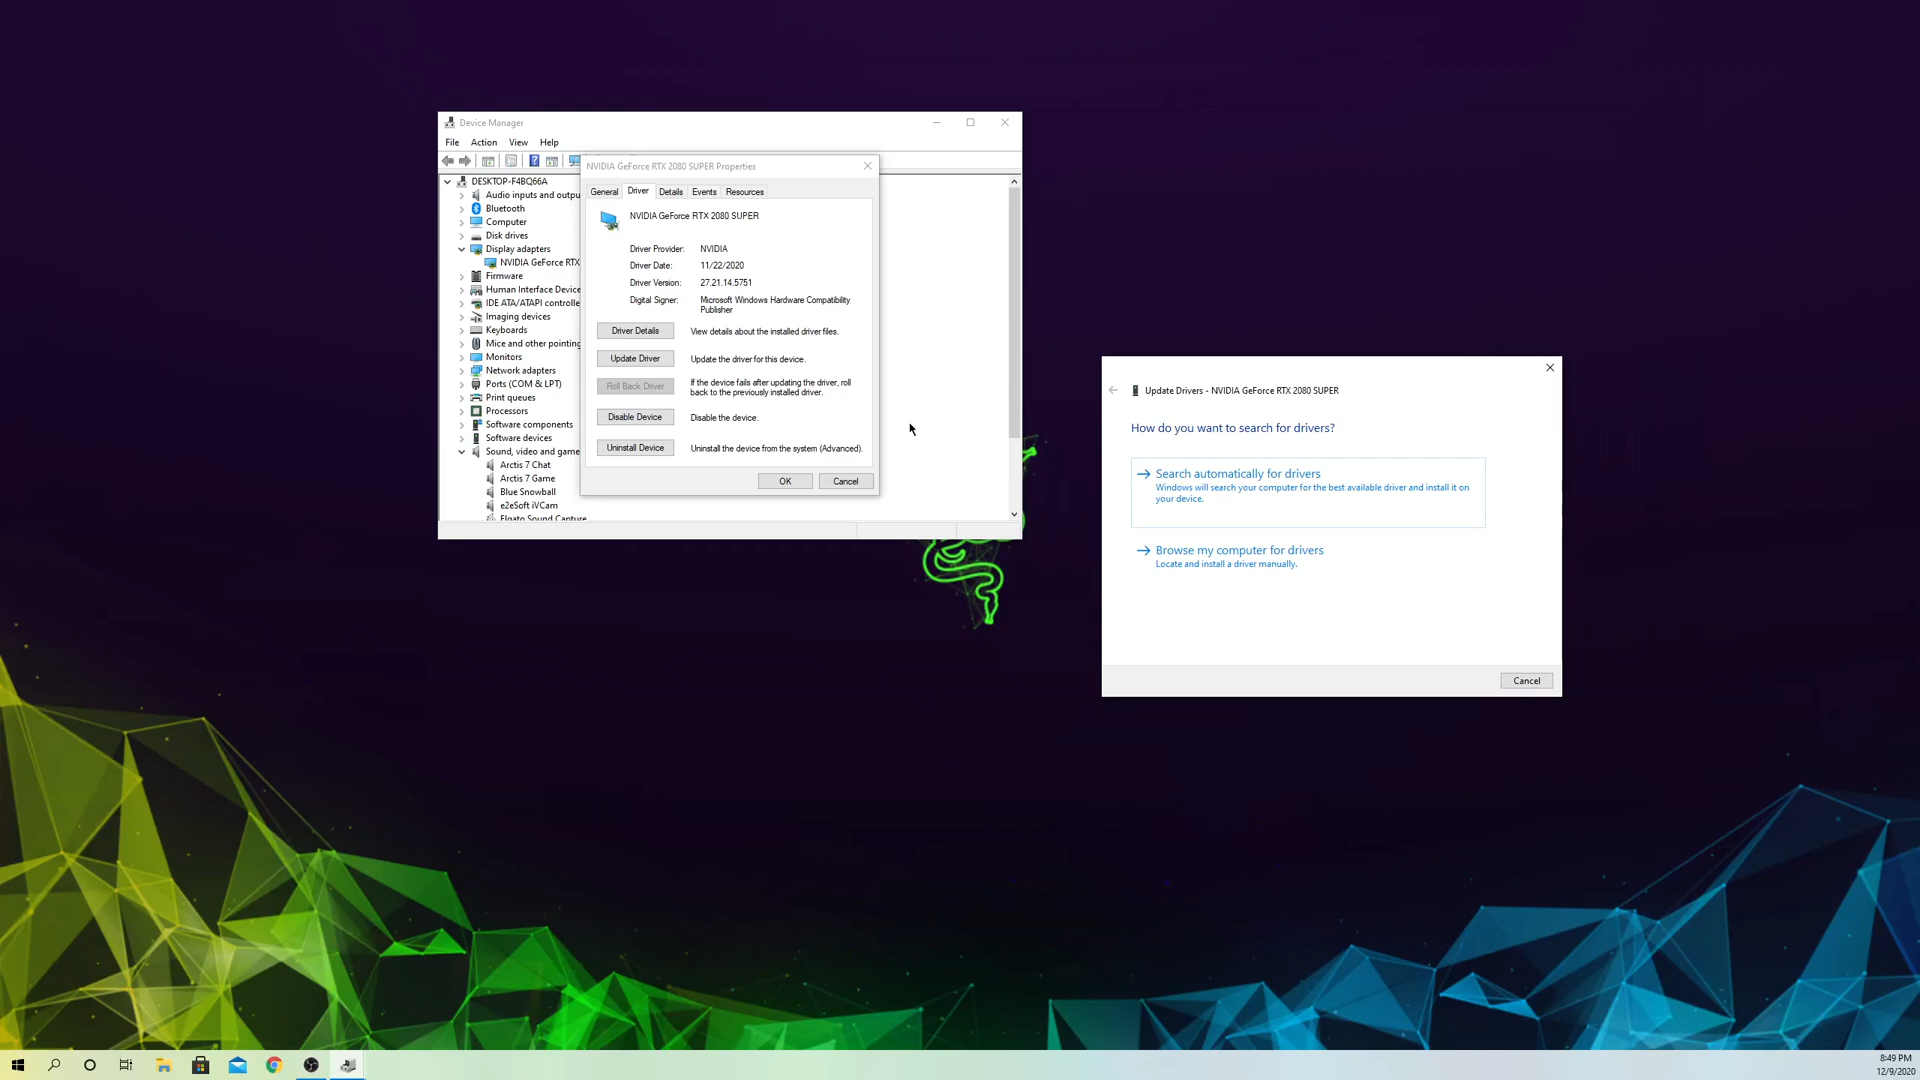 Device Manager
File Action View Help
DESKTOP-F4BQ66A
Audio inputs and outpu
Bluetooth
Computer
Disk drives
Display adapters
NVIDIA GeForce RTX
Firmware
Human Interface Device
IDE ATA/ATAPI controlle
Imaging devices
Keyboards
Mice and other pointing
Monitors
Network adapters
Ports (COM & LPT)
Print queues
Processors
Software components
Software devices
Sound, video and game
Arctis 7 Chat
Arctis 7 Game
Blue Snowball
e2eSoft iVCam
Elgato Sound Capture
NVIDIA GeForce RTX 2080 SUPER Properties
General Driver Details Events Resources
NVIDIA GeForce RTX 2080 SUPER
Driver Provider: NVIDIA
Driver Date: 11/22/2020
Driver Version: 27.21.14.5751
Digital Signer: Microsoft Windows Hardware Compatibility
Publisher
Driver Details View details about the installed driver files.
Update Driver Update the driver for this device.
Roll Back Driver If the device fails after updating the driver, roll
back to the previously installed driver.
Disable Device Disable the device.
Uninstall Device Uninstall the device from the system (Advanced).
OK Cancel
Update Drivers - NVIDIA GeForce RTX 2080 SUPER
How do you want to search for drivers?
Search automatically for drivers
Windows will search your computer for the best available driver and install it on
your device.
Browse my computer for drivers
Locate and install a driver manually.
Cancel
8:49 PM
12/9/2020